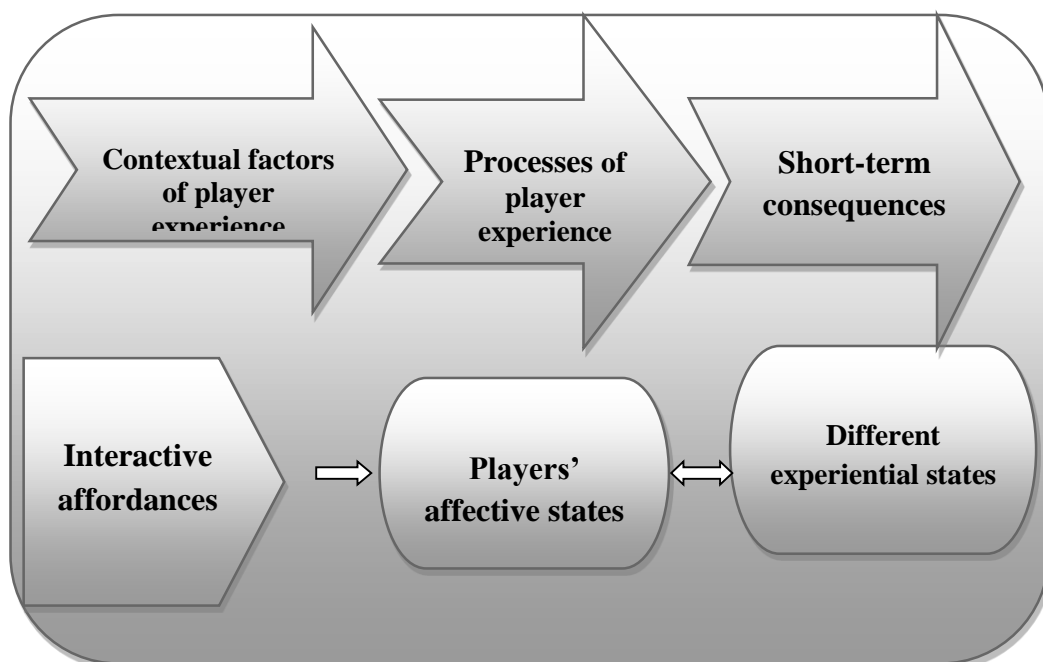 Contextual factors
of player
experience
Processes of
player
experience
Short-term
consequences
Interactive
affordances
Players’
affective states
Different
experiential states